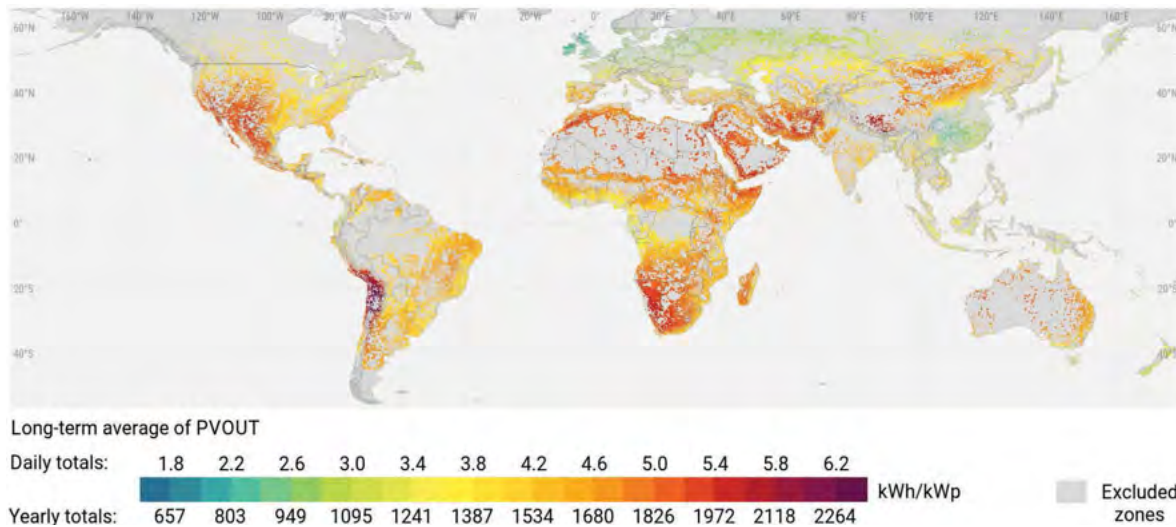 160°W 140°W 120°W 100°W 80°W 60°W 40°W 20°W 0° 20°E 40°E 60°E 80°E 100°E 120°E 140°E 160°E
60°N 60°N
40°N 40°N
20°N 20°N
0° 0°
20°S 20°S
40°S 40°S
Long-term average of PVOUT
Daily totals: 1.8 2.2 2.6 3.0 3.4 3.8 4.2 4.6 5.0 5.4 5.8 6.2
kWh/kWp
Excluded
zones
Yearly totals: 657 803 949 1095 1241 1387 1534 1680 1826 1972 2118 2264